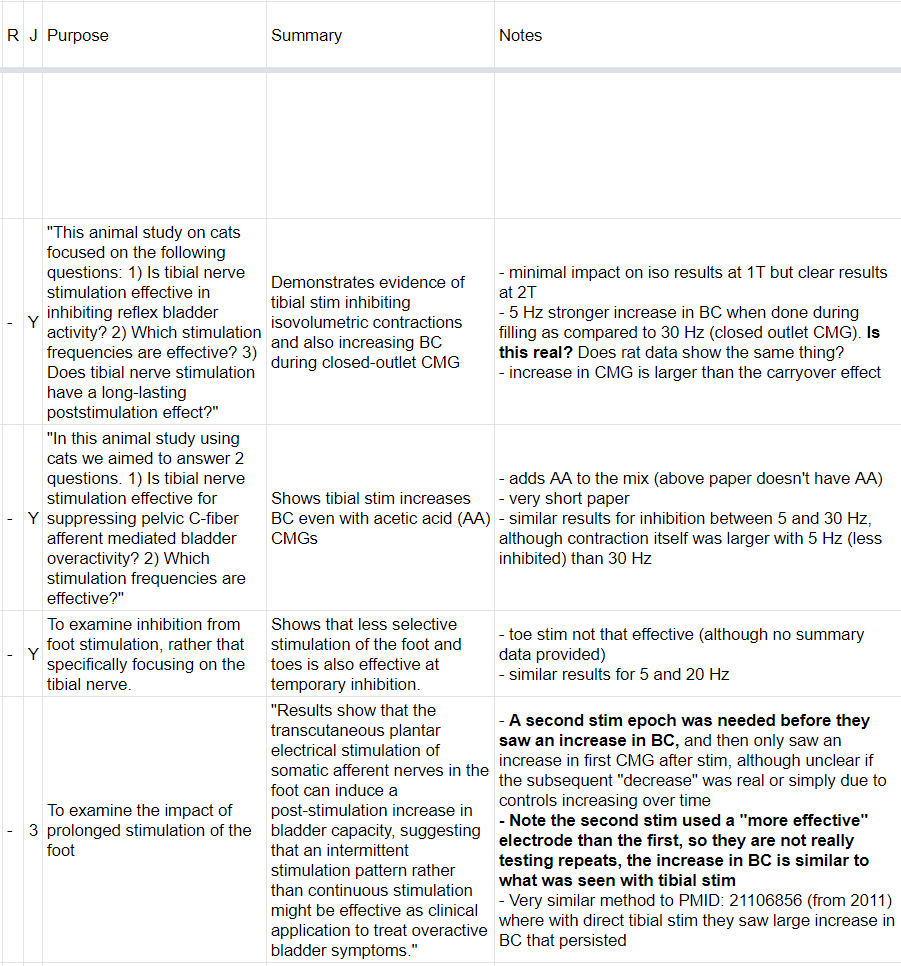 R J Purpose Summary Notes
"This animal study on cats
focused on the following
questions: 1) Is tibial nerve
stimulation effective in
inhibiting reflex bladder
activity? 2) Which stimulation
frequencies are effective? 3)
Does tibial nerve stimulation
have a long-lasting
poststimulation effect?"
- Y
Demonstrates evidence of
tibial stim inhibiting
isovolumetric contractions
and also increasing BC
during closed-outlet CMG
- minimal impact on iso results at 1T but clear results
at 2T
- 5 Hz stronger increase in BC when done during
filling as compared to 30 Hz (closed outlet CMG). Is
this real? Does rat data show the same thing?
- increase in CMG is larger than the carryover effect
- Y
"In this animal study using
cats we aimed to answer 2
questions. 1) Is tibial nerve
stimulation effective for
suppressing pelvic C-fiber
afferent mediated bladder
overactivity? 2) Which
stimulation frequencies are
effective?"
Shows tibial stim increases
BC even with acetic acid (AA)
CMGs
- adds AA to the mix (above paper doesn't have AA)
- very short paper
- similar results for inhibition between 5 and 30 Hz,
although contraction itself was larger with 5 Hz (less
inhibited) than 30 Hz
- Y
To examine inhibition from
foot stimulation, rather that
specifically focusing on the
tibial nerve.
Shows that less selective
stimulation of the foot and
toes is also effective at
temporary inhibition.
- toe stim not that effective (although no summary
data provided)
- similar results for 5 and 20 Hz
- 3
To examine the impact of
prolonged stimulation of the
foot
"Results show that the
transcutaneous plantar
electrical stimulation of
somatic afferent nerves in the
foot can induce a
post-stimulation increase in
bladder capacity, suggesting
that an intermittent
stimulation pattern rather
than continuous stimulation
might be effective as clinical
application to treat overactive
bladder symptoms."
- A second stim epoch was needed before they
saw an increase in BC, and then only saw an
increase in first CMG after stim, although unclear if
the subsequent "decrease" was real or simply due to
controls increasing over time
- Note the second stim used a "more effective"
electrode than the first, so they are not really
testing repeats, the increase in BC is similar to
what was seen with tibial stim
- Very similar method to PMID: 21106856 (from 2011)
where with direct tibial stim they saw large increase in
BC that persisted